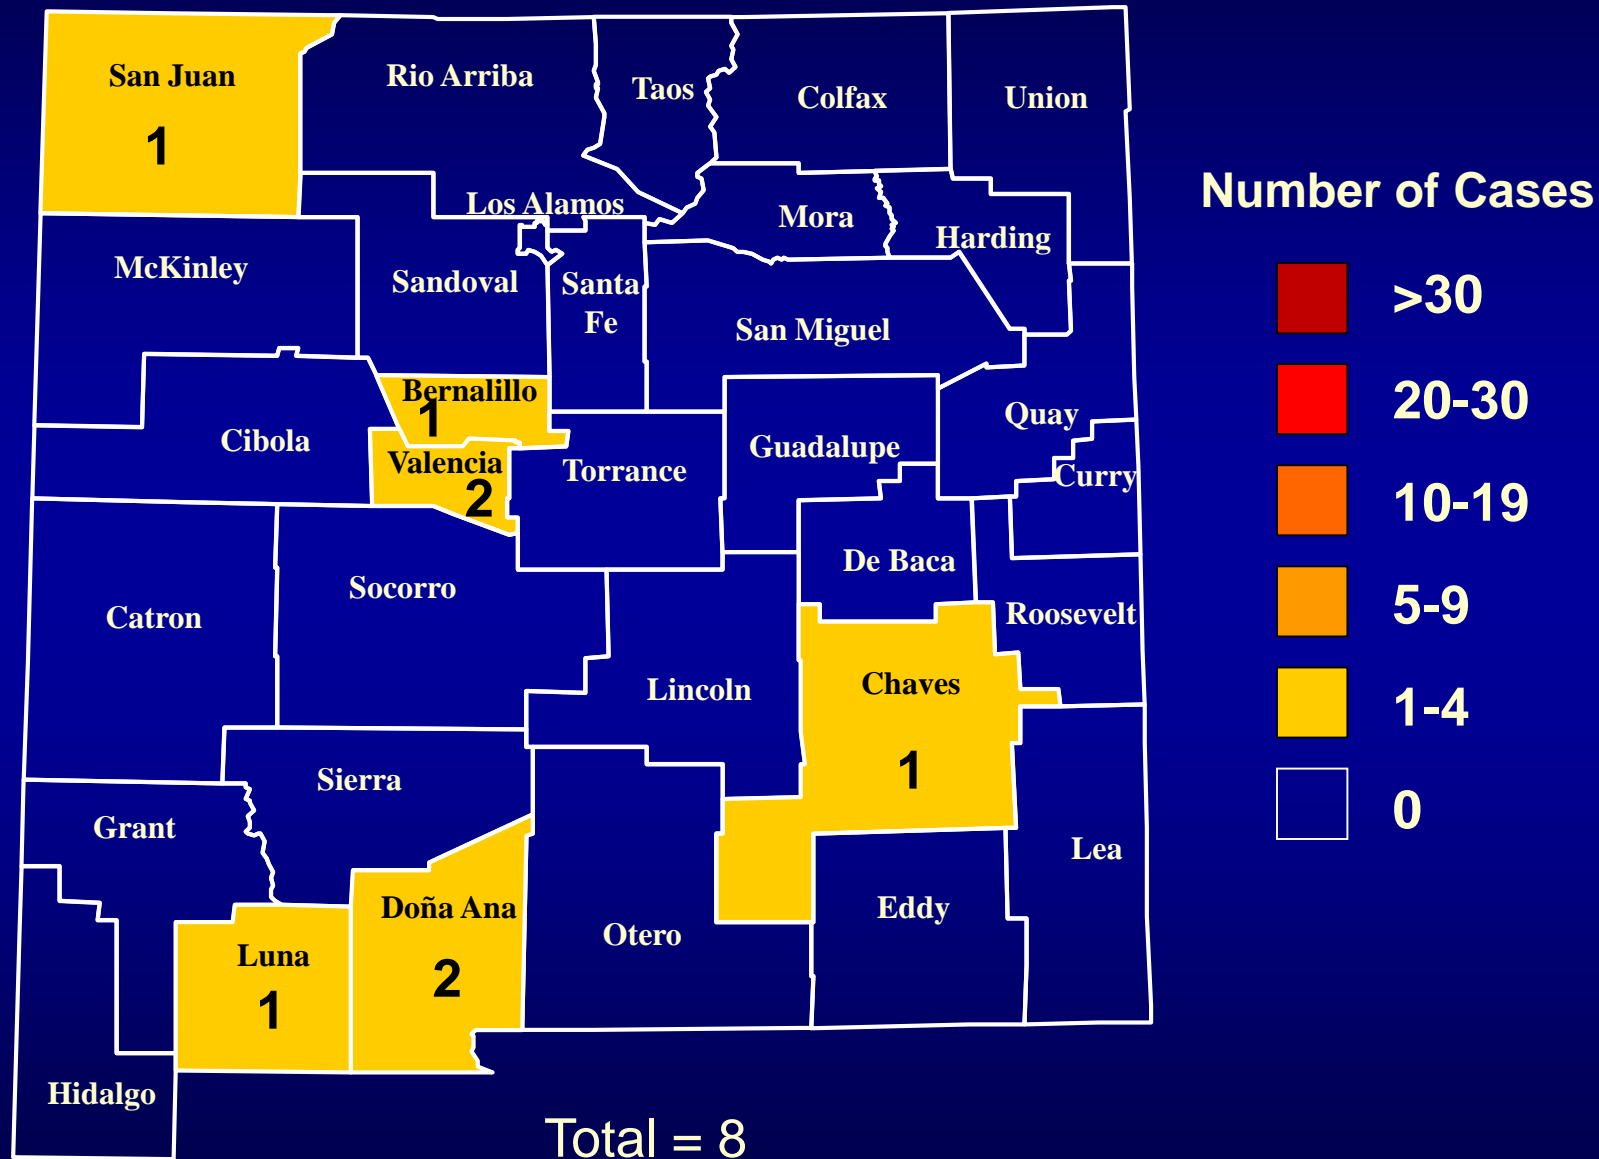 San Juan
1
Rio Arriba
Taos
Colfax
Union
Los Alamos
Mora
Harding
McKinley
Sandoval
Santa
Fe
San Miguel
Bernalillo
1
Quay
Cibola
Valencia
2
Torrance
Guadalupe
Curry
De Baca
Socorro
Catron
Roosevelt
Lincoln
Chaves
1
Sierra
Grant
Lea
Doña Ana
2
Eddy
Otero
Luna
1
Hidalgo
Total = 8
Number of Cases
>30
20-30
10-19
5-9
1-4
0